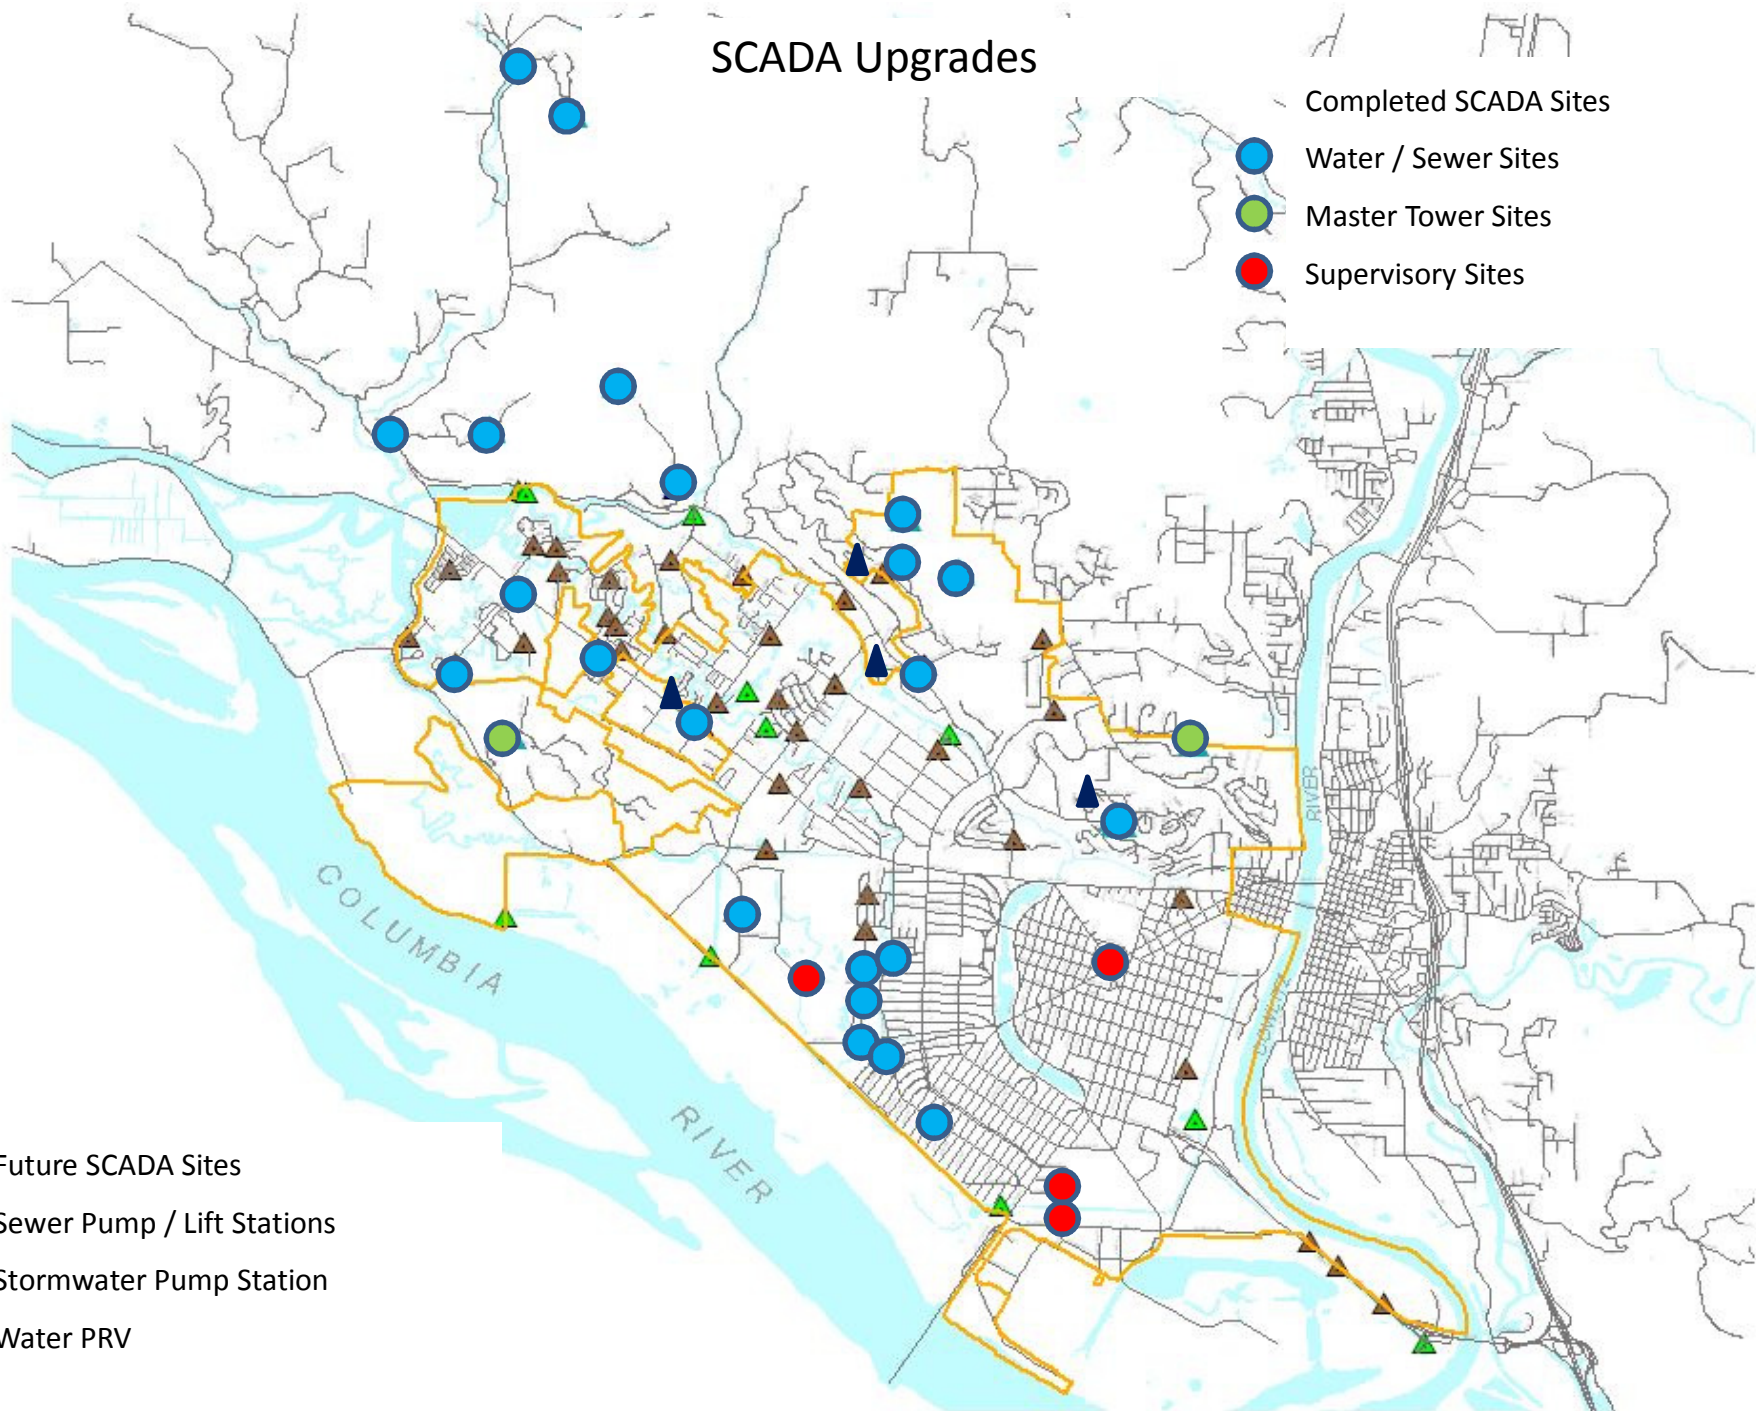 SCADA Upgrades
Completed SCADA Sites
Water / Sewer Sites
Master Tower Sites
Supervisory Sites
RIVER
COLUMBIA
RIVER
Future SCADA Sites
Sewer Pump / Lift Stations
Stormwater Pump Station
Water PRV